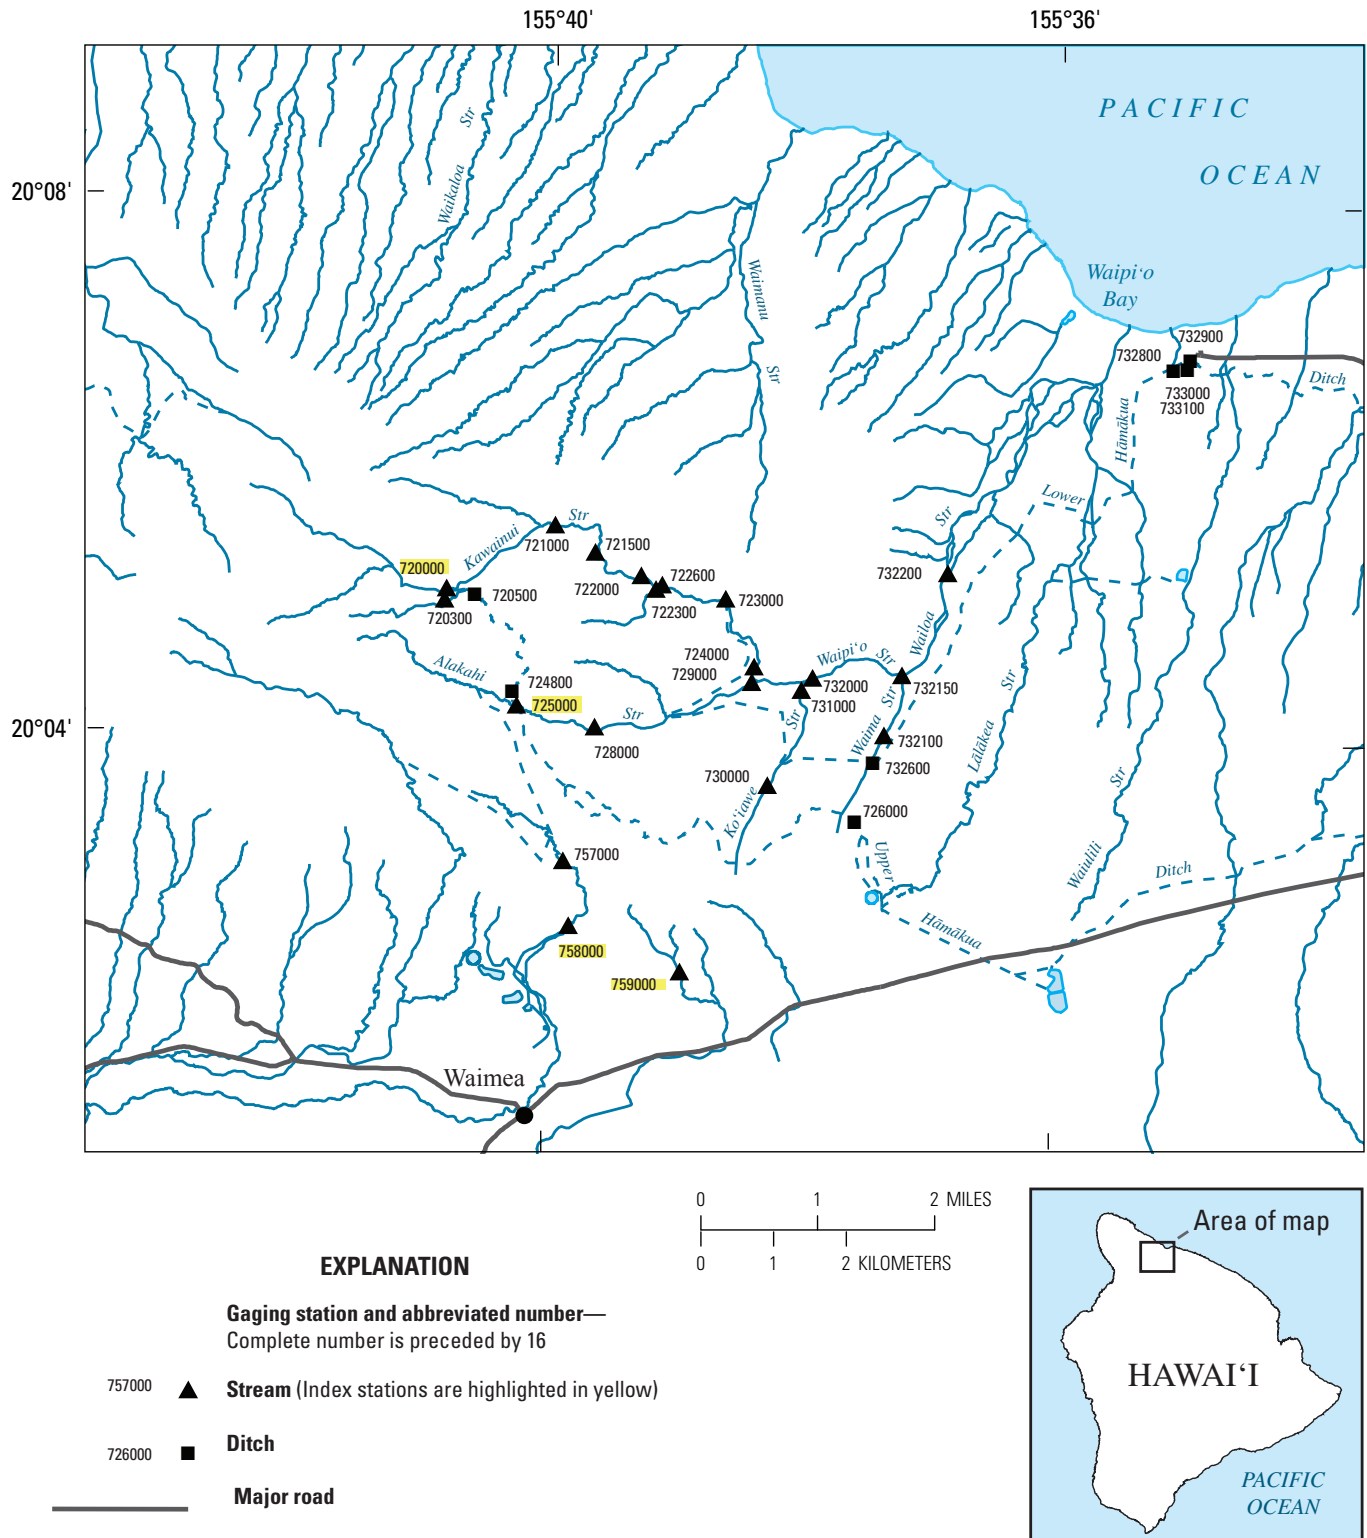 155°40'
155°36'
PACIFIC
OCEAN
20°08'
Waikaloa
Str
Waimanu
Str
Waipi‘o
Bay
732900
732800
733000
733100
Ditch
Hāmākua
Lower
Str
Kawainui
Str
721000
721500
720000
720500
720300
722600
722000
722300
723000
732200
Wailoa
Alakahi
724800
725000
Str
728000
724000
729000
Waipi‘o
Str
732000
731000
732150
Str
Str
Waima
732100
732600
730000
Ko‘iawe
726000
Upper
Lālākea
Str
Waiulili
Str
Ditch
Hāmākua
20°04'
757000
758000
759000
Waimea
0 1 2 MILES
0 1 2 KILOMETERS
EXPLANATION
Gaging station and abbreviated number—
Complete number is preceded by 16
757000 Stream (Index stations are highlighted in yellow)
726000 Ditch
Major road
Area of map
HAWAI‘I
PACIFIC
OCEAN